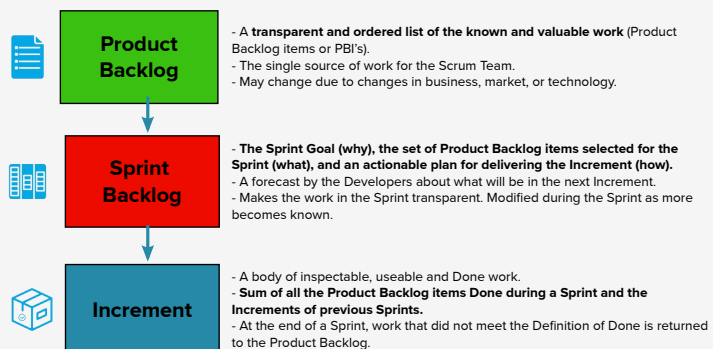 Product
Backlog
- A transparent and ordered list of the known and valuable work (Product
Backlog items or PBI's).
- The single source of work for the Scrum Team.
- May change due to changes in business, market, or technology.
Sprint
Backlog
- The Sprint Goal (why), the set of Product Backlog items selected for the
Sprint (what), and an actionable plan for delivering the Increment (how).
- A forecast by the Developers about what will be in the next Increment.
- Makes the work in the Sprint transparent. Modified during the Sprint as more
becomes known.
Increment
- A body of inspectable, useable and Done work.
- Sum of all the Product Backlog items Done during a Sprint and the
Increments of previous Sprints.
- At the end of a Sprint, work that did not meet the Definition of Done is returned
to the Product Backlog.